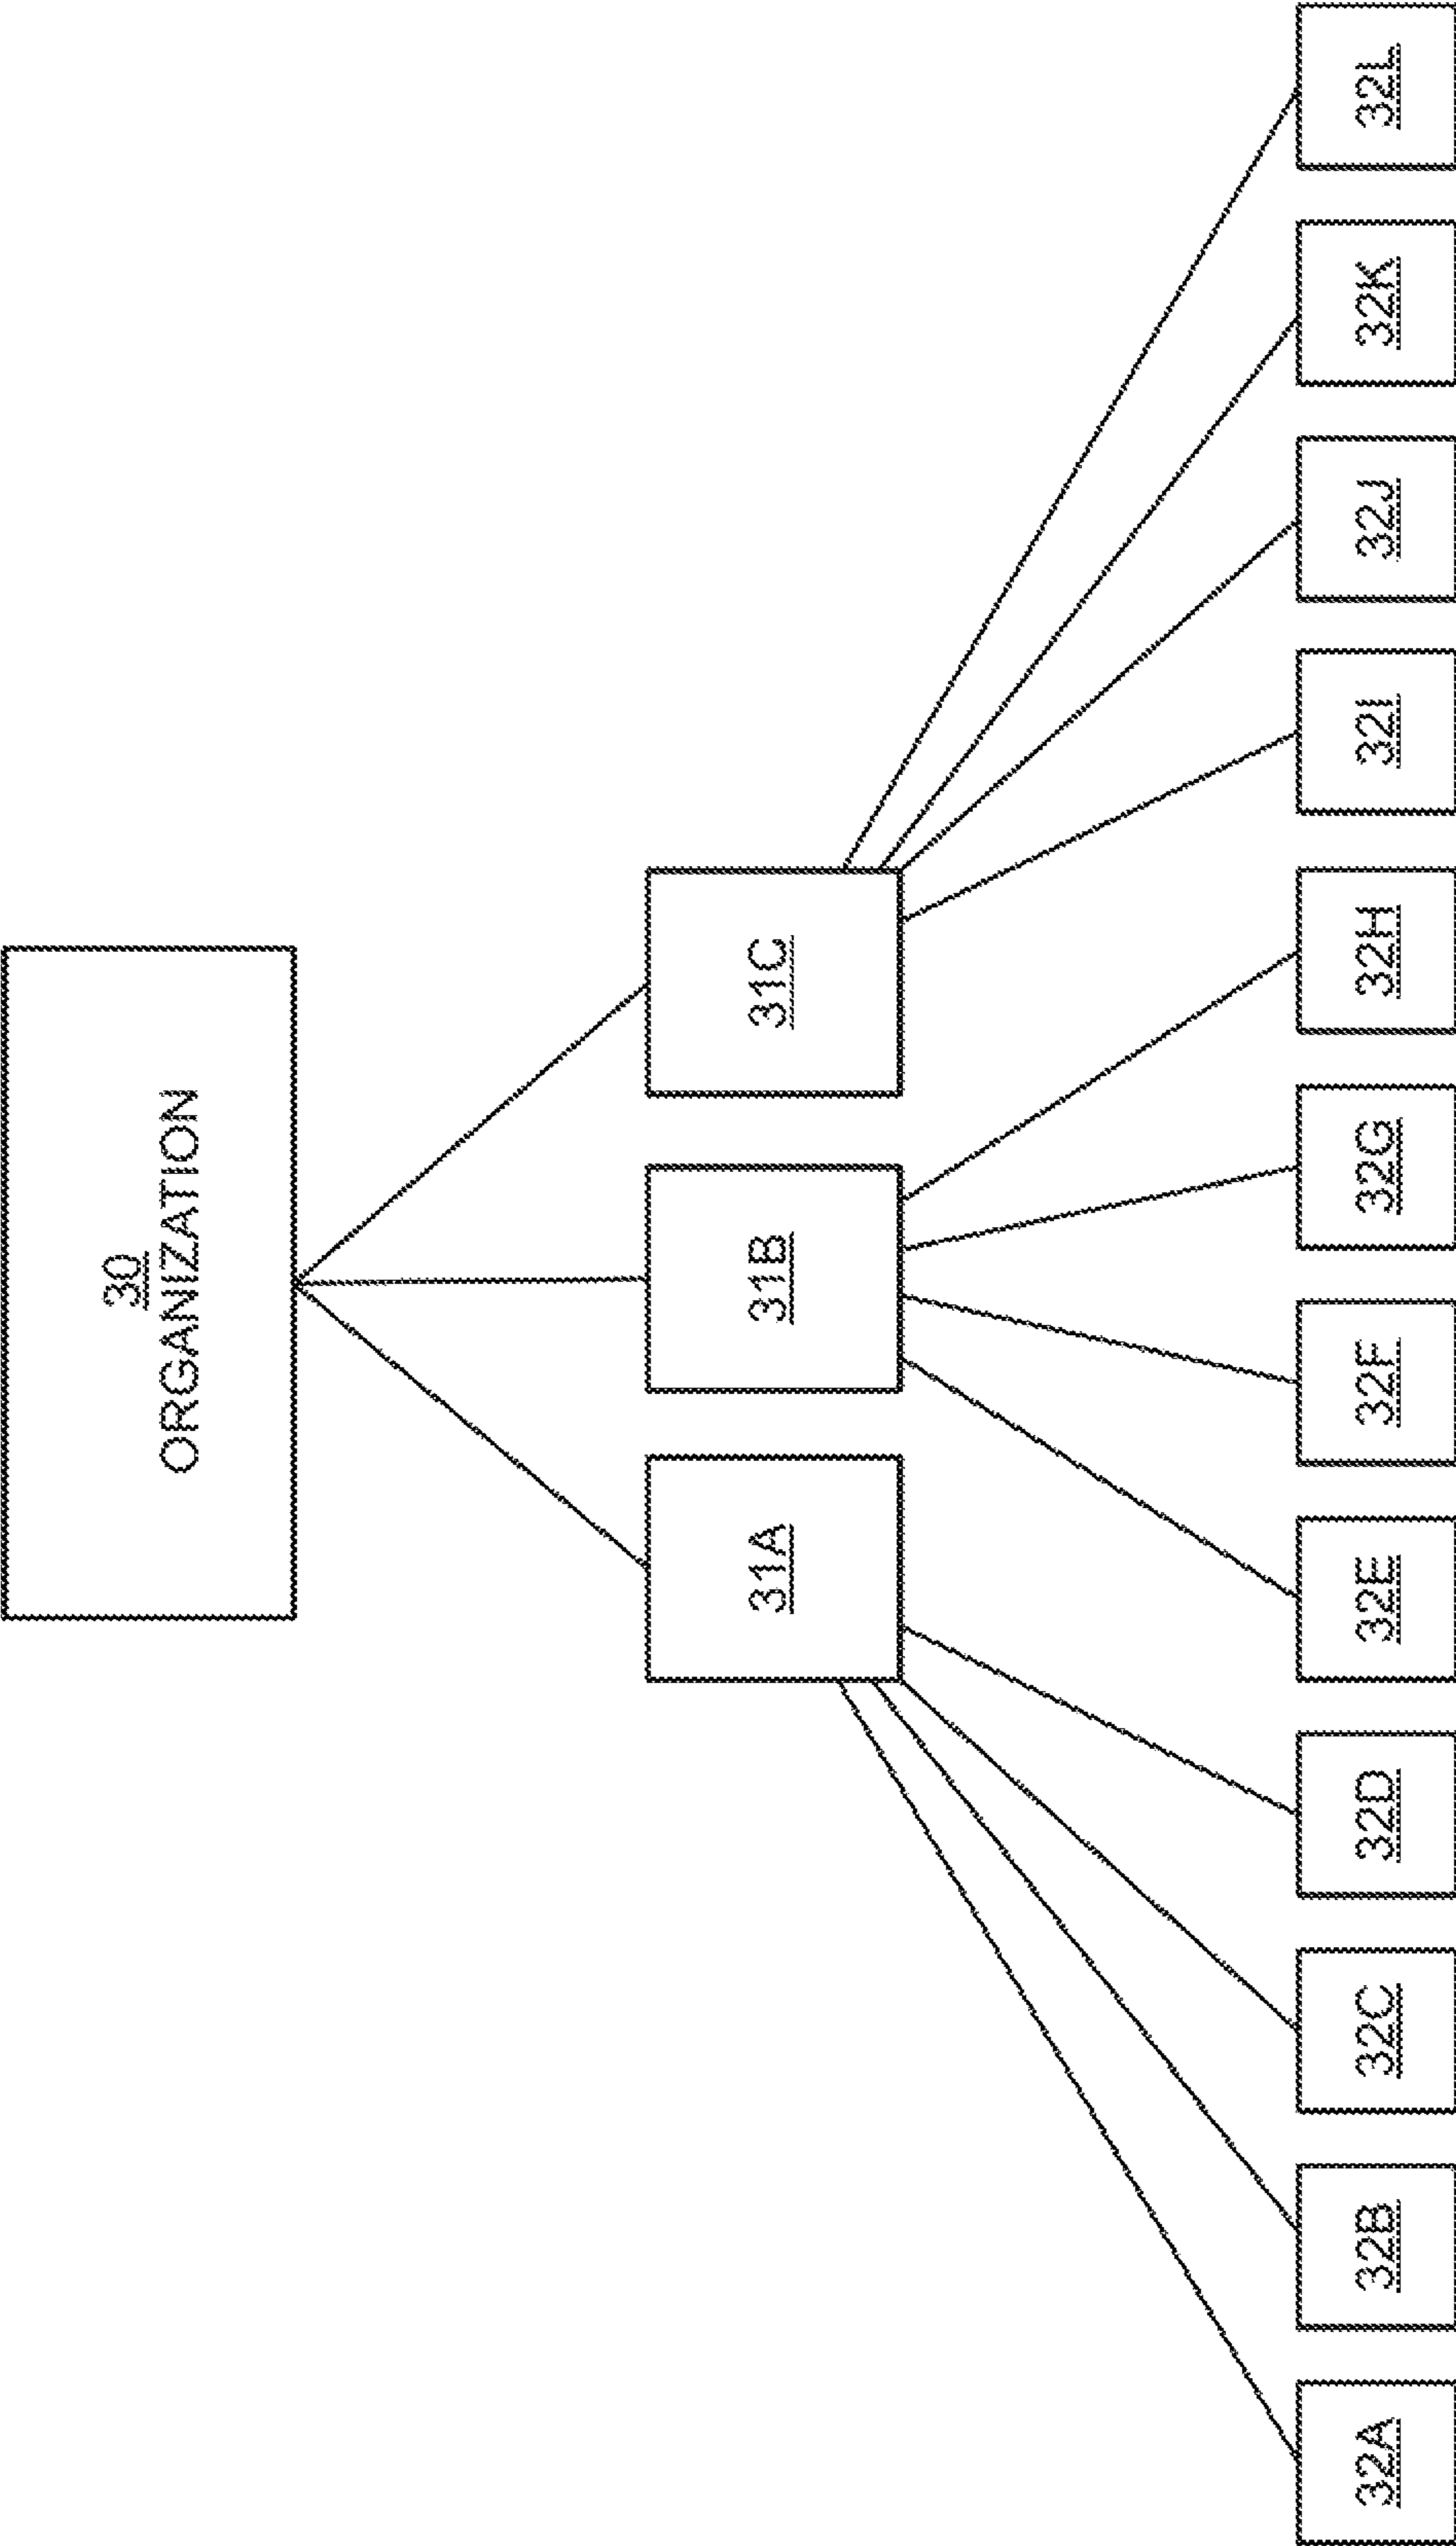 30
ORGANIZATION
31A
31B
31C
32A
32B
32C
32D
32E
32F
32G
32H
32I
32J
32K
32L